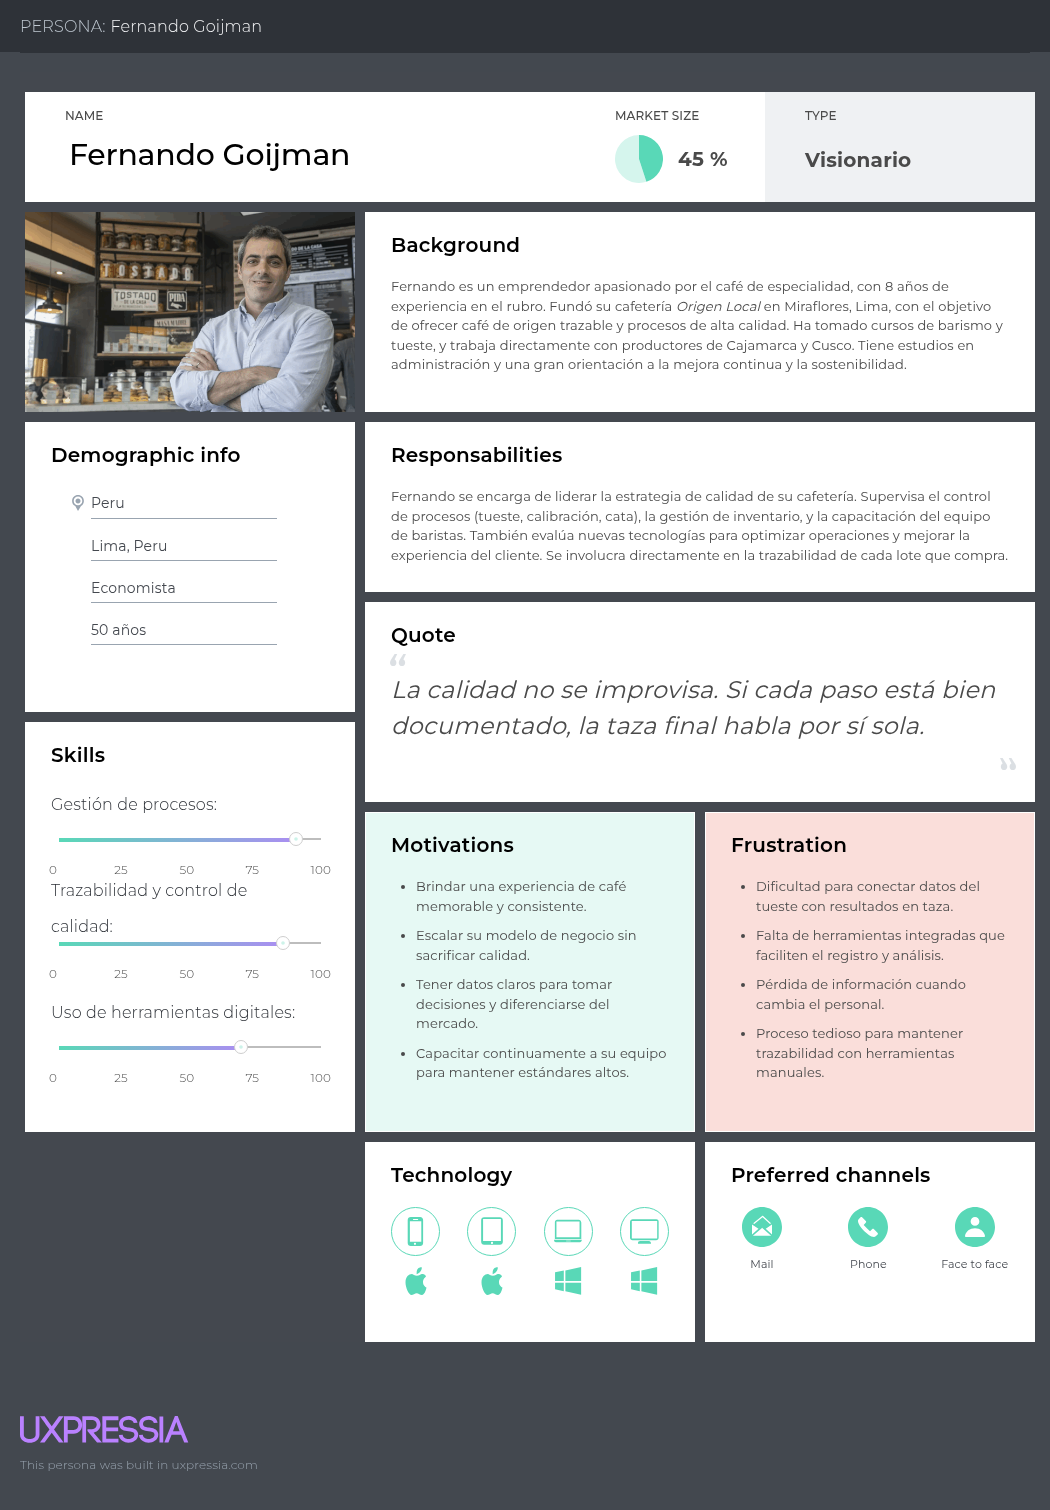 PERSONA: Fernando Goijman
NAME
Fernando Goijman
MARKET SIZE
45 %
TYPE
Visionario
TOSTADO
TOSTADO
DE LA CASA
PIDA
Background
Fernando es un emprendedor apasionado por el café de especialidad, con 8 años de
experiencia en el rubro. Fundó su cafetería Origen Local en Miraflores, Lima, con el objetivo
de ofrecer café de origen trazable y procesos de alta calidad. Ha tomado cursos de barismo y
tueste, y trabaja directamente con productores de Cajamarca y Cusco. Tiene estudios en
administración y una gran orientación a la mejora continua y la sostenibilidad.
Demographic info
Peru
Lima, Peru
Economista
50 años
Responsabilities
Fernando se encarga de liderar la estrategia de calidad de su cafetería. Supervisa el control
de procesos (tueste, calibración, cata), la gestión de inventario, y la capacitación del equipo
de baristas. También evalúa nuevas tecnologías para optimizar operaciones y mejorar la
experiencia del cliente. Se involucra directamente en la trazabilidad de cada lote que compra.
Quote
“
La calidad no se improvisa. Si cada paso está bien
documentado, la taza final habla por sí sola.
”
Skills
Gestión de procesos:
0 25 50 75 100
Trazabilidad y control de
calidad:
0 25 50 75 100
Uso de herramientas digitales:
0 25 50 75 100
Motivations
• Brindar una experiencia de café
memorable y consistente.
• Escalar su modelo de negocio sin
sacrificar calidad.
• Tener datos claros para tomar
decisiones y diferenciarse del
mercado.
• Capacitar continuamente a su equipo
para mantener estándares altos.
Frustration
• Dificultad para conectar datos del
tueste con resultados en taza.
• Falta de herramientas integradas que
faciliten el registro y análisis.
• Pérdida de información cuando
cambia el personal.
• Proceso tedioso para mantener
trazabilidad con herramientas
manuales.
Technology
Preferred channels
Mail
Phone
Face to face
UXPRESSIA
This persona was built in uxpressia.com